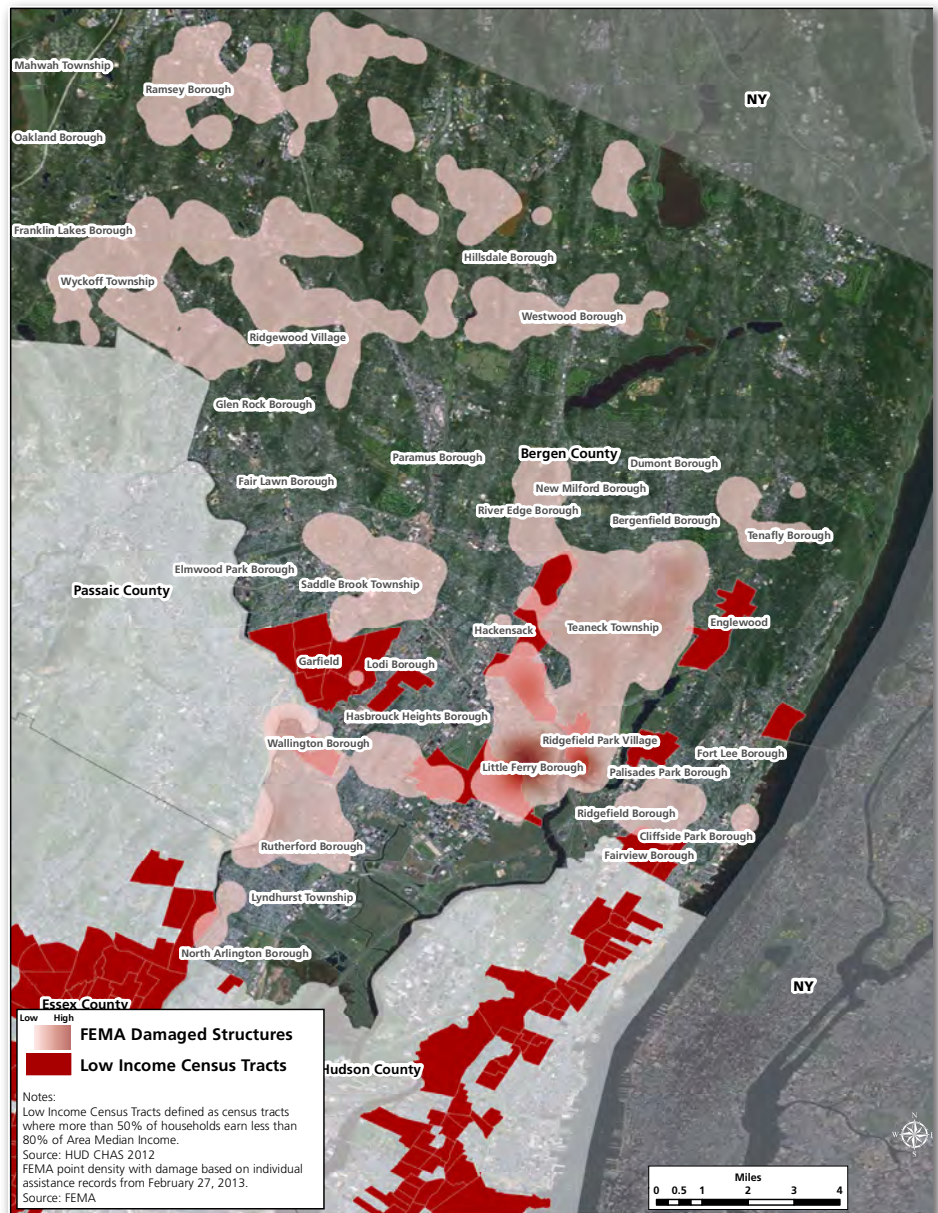 Mahwah Township
Ramsey Borough
NY
Oakland Borough
Franklin Lakes Borough
Hillsdale Borough
Wyckoff Township
Westwood Borough
Ridgewood Village
Glen Rock Borough
Bergen County
Paramus Borough
Dumont Borough
Fair Lawn Borough
New Milford Borough
River Edge Borough
Bergenfield Borough
Tenafly Borough
Elmwood Park Borough
Saddle Brook Township
Passaic County
Englewood
Hackensack
Teaneck Township
Garfield
Lodi Borough
Hasbrouck Heights Borough
Wallington Borough
Ridgefield Park Village
Fort Lee Borough
Little Ferry Borough
Palisades Park Borough
Ridgefield Borough
Cliffside Park Borough
Rutherford Borough
Fairview Borough
Lyndhurst Township
North Arlington Borough
NY
Essex County
Hudson County
Low High
FEMA Damaged Structures
Low Income Census Tracts
Notes:
Low Income Census Tracts defined as census tracts
where more than 50% of households earn less than
80% of Area Median Income.
Source: HUD CHAS 2012
FEMA point density with damage based on individual
assistance records from February 27, 2013.
Source: FEMA
N
W E
S
Miles
0 0.5 1 2 3 4